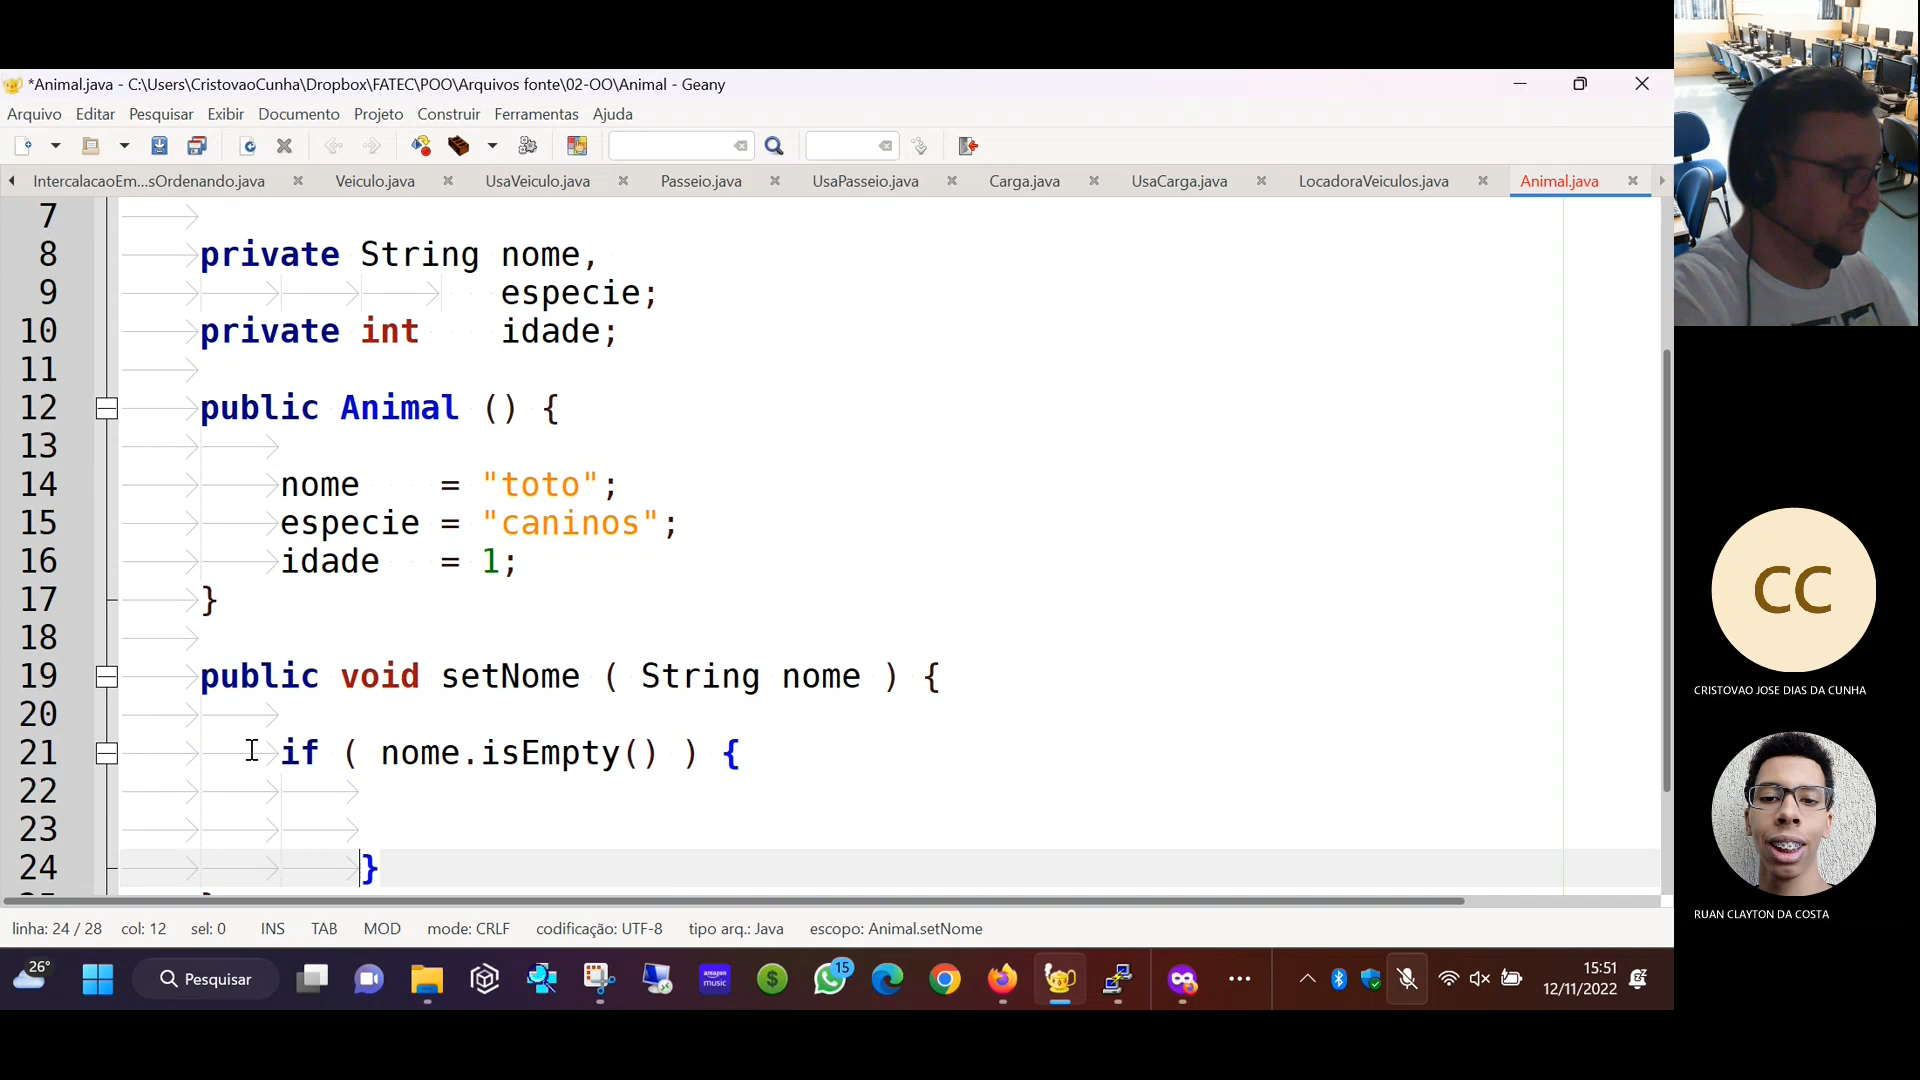 *Animal.java - C:\Users\CristovaoCunha\Dropbox\FATEC\POO\Arquivos fonte\02-OO\Animal - Geany
Arquivo Editar Pesquisar Exibir Documento Projeto Construir Ferramentas Ajuda
IntercalacaoEm...sOrdenando.java Veiculo.java UsaVeiculo.java Passeio.java UsaPasseio.java Carga.java UsaCarga.java LocadoraVeiculos.java Animal.java
7
8 private String nome,
9 especie;
10 private int idade;
11
12 public Animal () {
13
14 nome = "toto";
15 especie = "caninos";
16 idade = 1;
17 }
18
19 public void setNome ( String nome ) {
20
21 if ( nome.isEmpty() ) {
22
23
24 }
linha: 24 / 28 col: 12 sel: 0 INS TAB MOD mode: CRLF codificação: UTF-8 tipo arq.: Java escopo: Animal.setNome
26° Pesquisar amazon music $ 15 15:51
12/11/2022
CC
CRISTOVAO JOSE DIAS DA CUNHA
RUAN CLAYTON DA COSTA